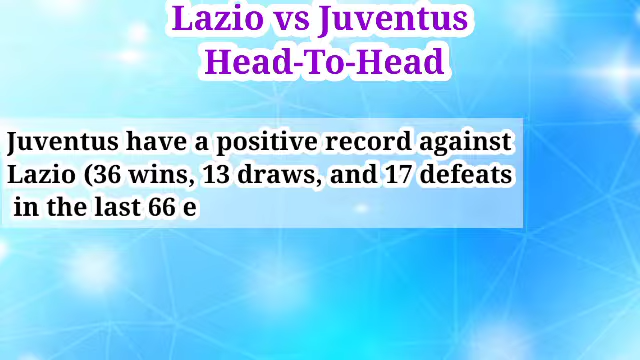 Lazio vs Juventus
Head-To-Head
Juventus have a positive record against
Lazio (36 wins, 13 draws, and 17 defeats
in the last 66 e